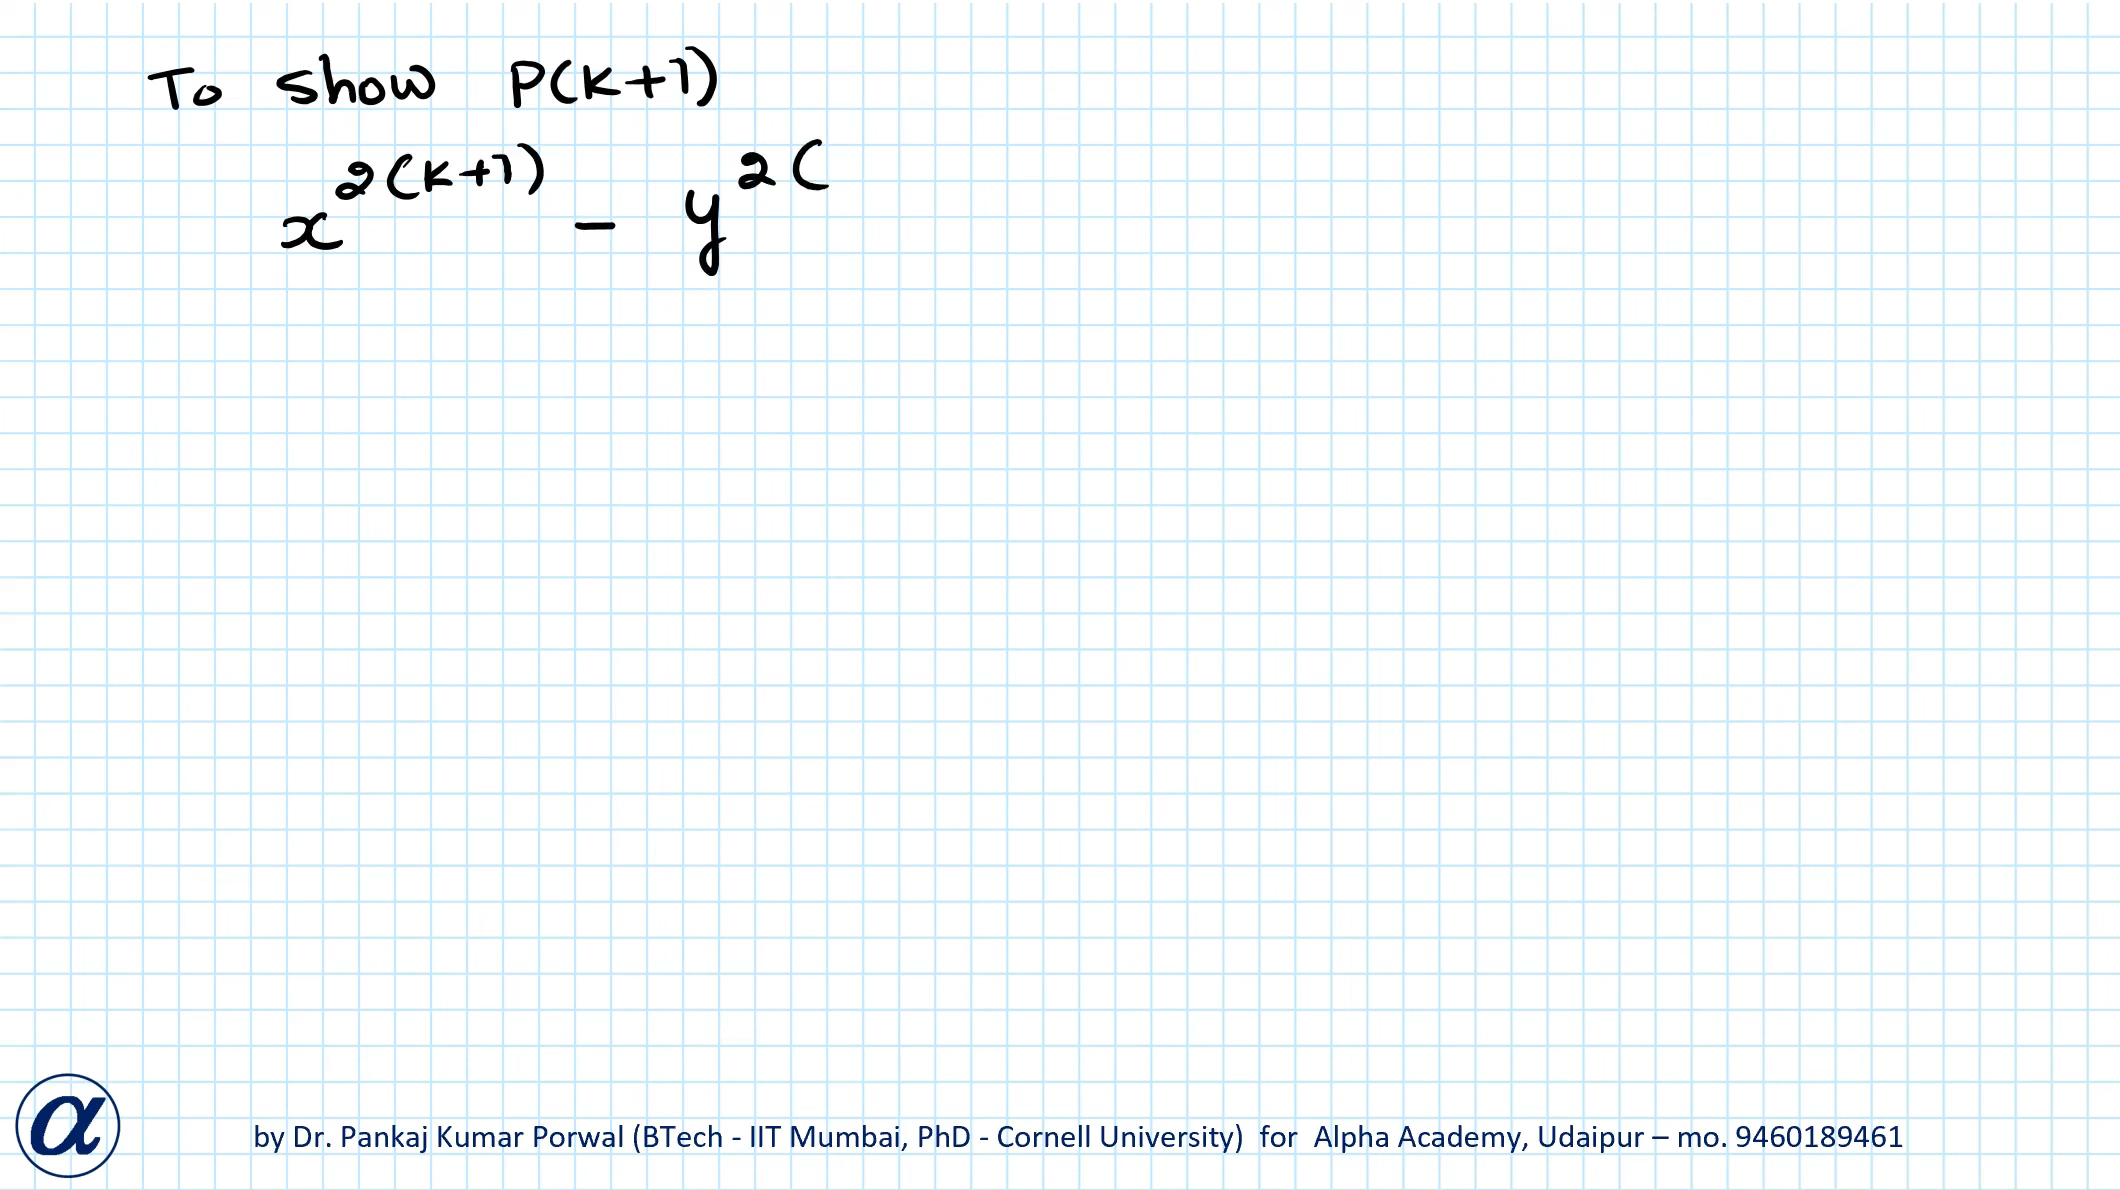 To show P(K+1)
x^2(K+1) - y^2(
α
by Dr. Pankaj Kumar Porwal (BTech - IIT Mumbai, PhD - Cornell University) for Alpha Academy, Udaipur – mo. 9460189461